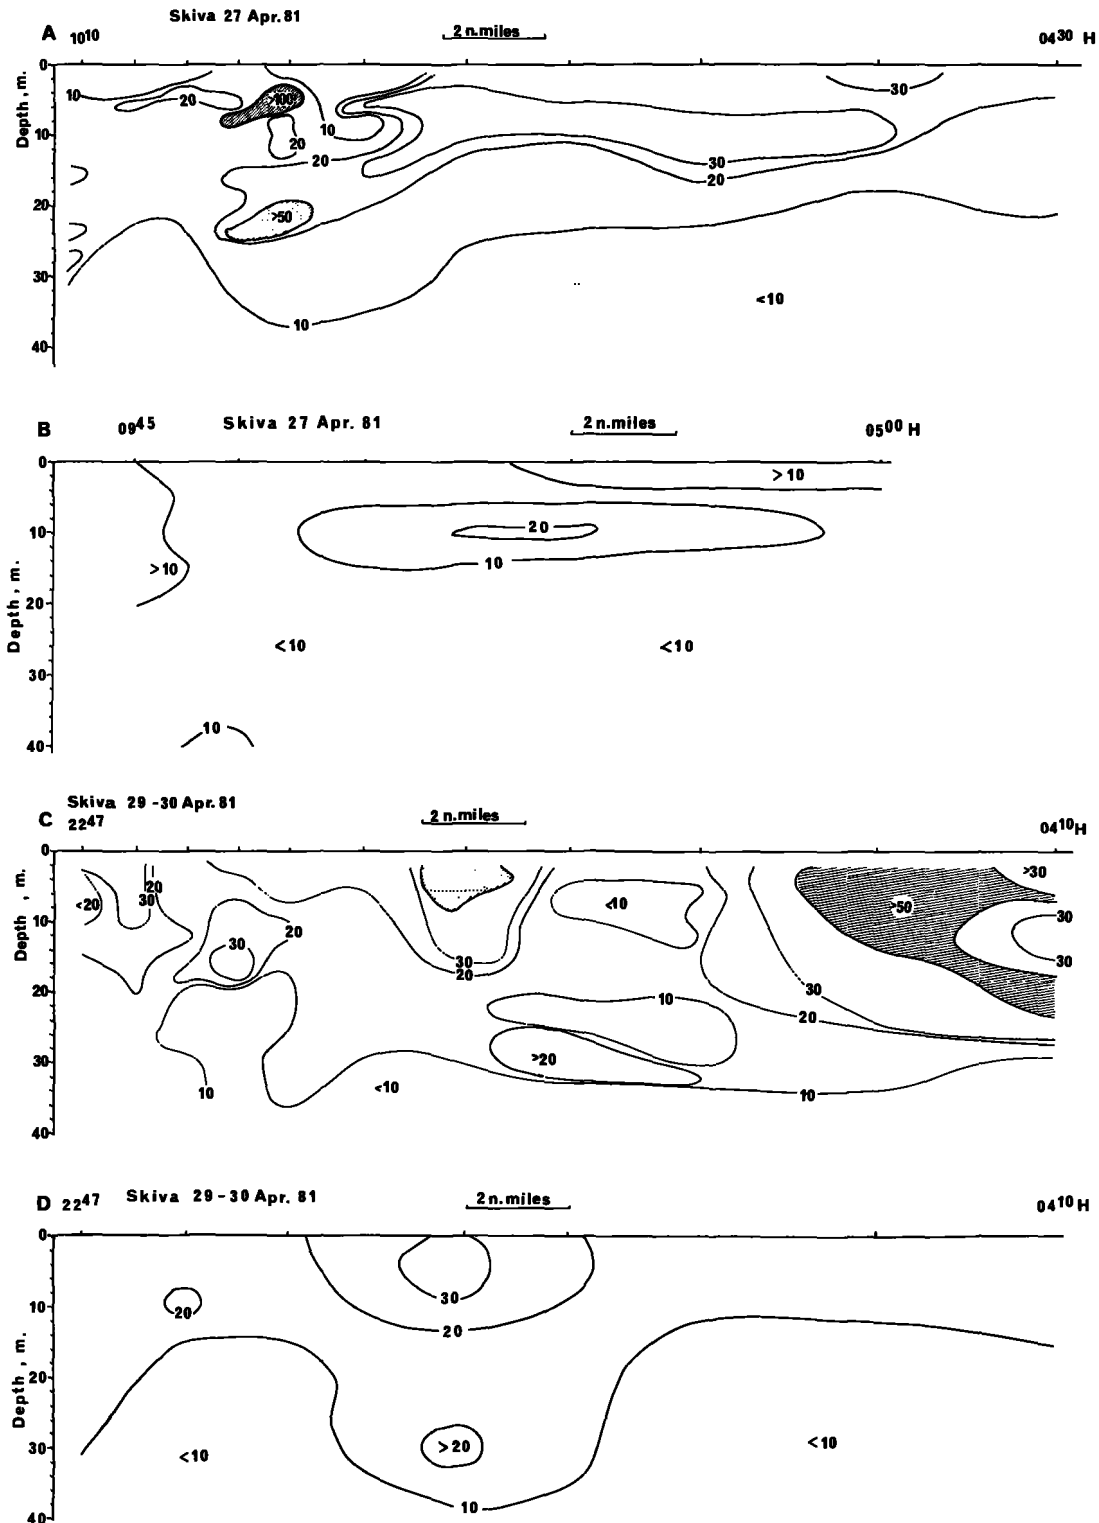 Skiva 27 Apr. 81
A 10¹⁰ 2 n.miles 04³⁰ H
0
10
20
30
40
Depth, m.
10 20 >100 10 20 20 >50 10 30 20 30 <10
B 09⁴⁵ Skiva 27 Apr. 81 2 n.miles 05⁰⁰ H
0
10
20
30
40
Depth, m.
>10 >10 20 10 <10 <10 10
Skiva 29-30 Apr. 81
C 22⁴⁷ 2 n.miles 04¹⁰ H
0
10
20
30
40
Depth, m.
<20 20 30 30 20 30 20 <10 >50 >30 30 30 10 30 20 >20 10 <10 10
D 22⁴⁷ Skiva 29-30 Apr. 81 2 n.miles 04¹⁰ H
0
10
20
30
40
Depth, m.
20 30 20 >20 10 <10 <10